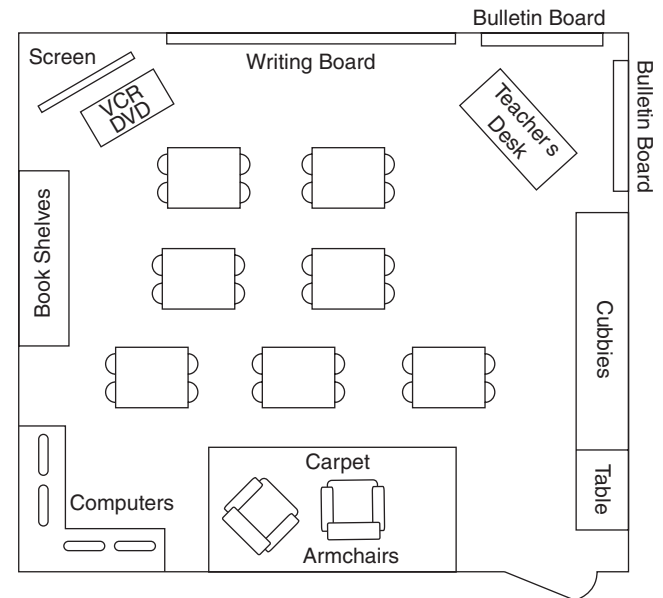 Bulletin Board
Screen
Writing Board
VCR
DVD
Teachers
Desk
Bulletin Board
Book Shelves
Cubbies
Carpet
Computers
Table
Armchairs